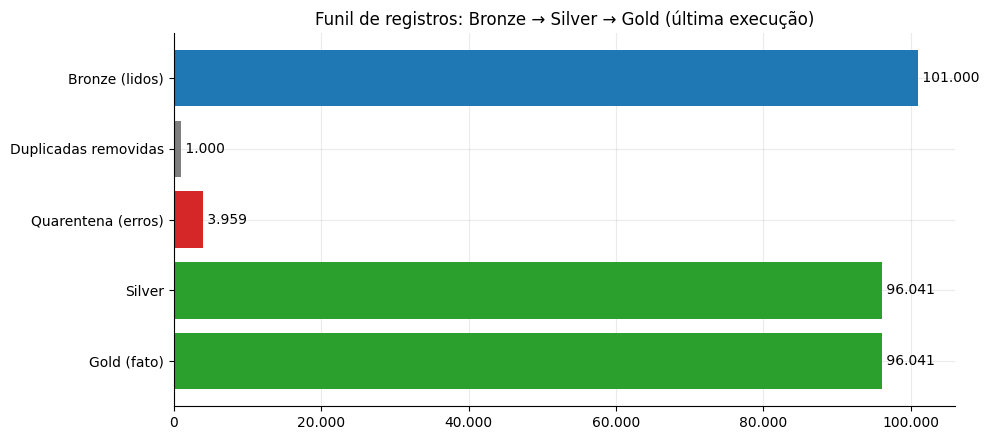 Funil de registros: Bronze → Silver → Gold (última execução)
Bronze (lidos)
101.000
Duplicadas removidas
1.000
Quarentena (erros)
3.959
Silver
96.041
Gold (fato)
96.041
0
20.000
40.000
60.000
80.000
100.000